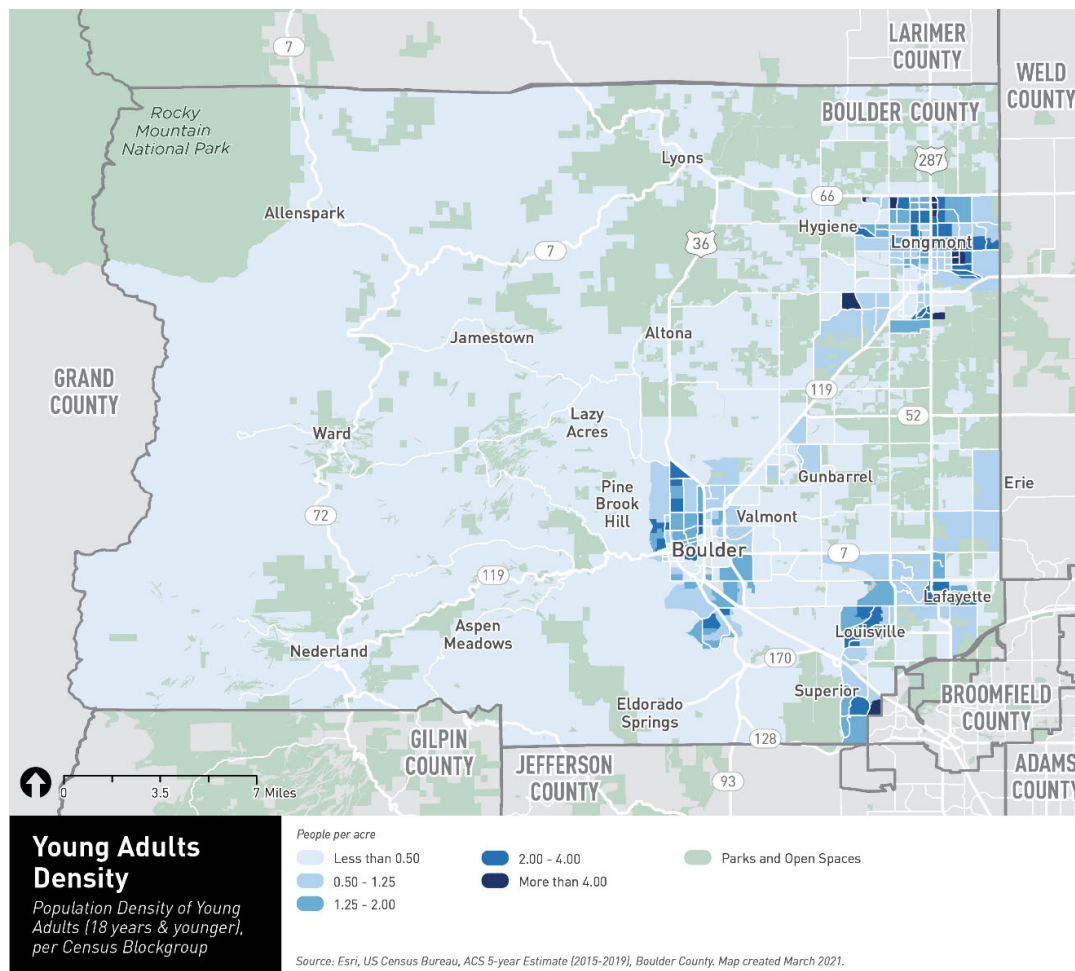 LARIMER
COUNTY
WELD
COUNTY
7
Rocky
Mountain
National Park
BOULDER COUNTY
287
Lyons
66
Allenspark
Hygiene
36
Longmont
7
Jamestown
Altona
GRAND
COUNTY
119
Lazy
Acres
52
Ward
Gunbarrel
Erie
Pine
Brook
Hill
72
Valmont
Boulder
7
119
Lafayette
Aspen
Meadows
Louisville
Nederland
170
Superior
Eldorado
Springs
BROOMFIELD
COUNTY
GILPIN
COUNTY
128
JEFFERSON
COUNTY
ADAMS
COUNTY
93
0 3.5 7 Miles
Young Adults
Density
Population Density of Young
Adults (18 years & younger),
per Census Blockgroup
People per acre
Less than 0.50
0.50 - 1.25
1.25 - 2.00
2.00 - 4.00
More than 4.00
Parks and Open Spaces
Source: Esri, US Census Bureau, ACS 5-year Estimate (2015-2019), Boulder County. Map created March 2021.